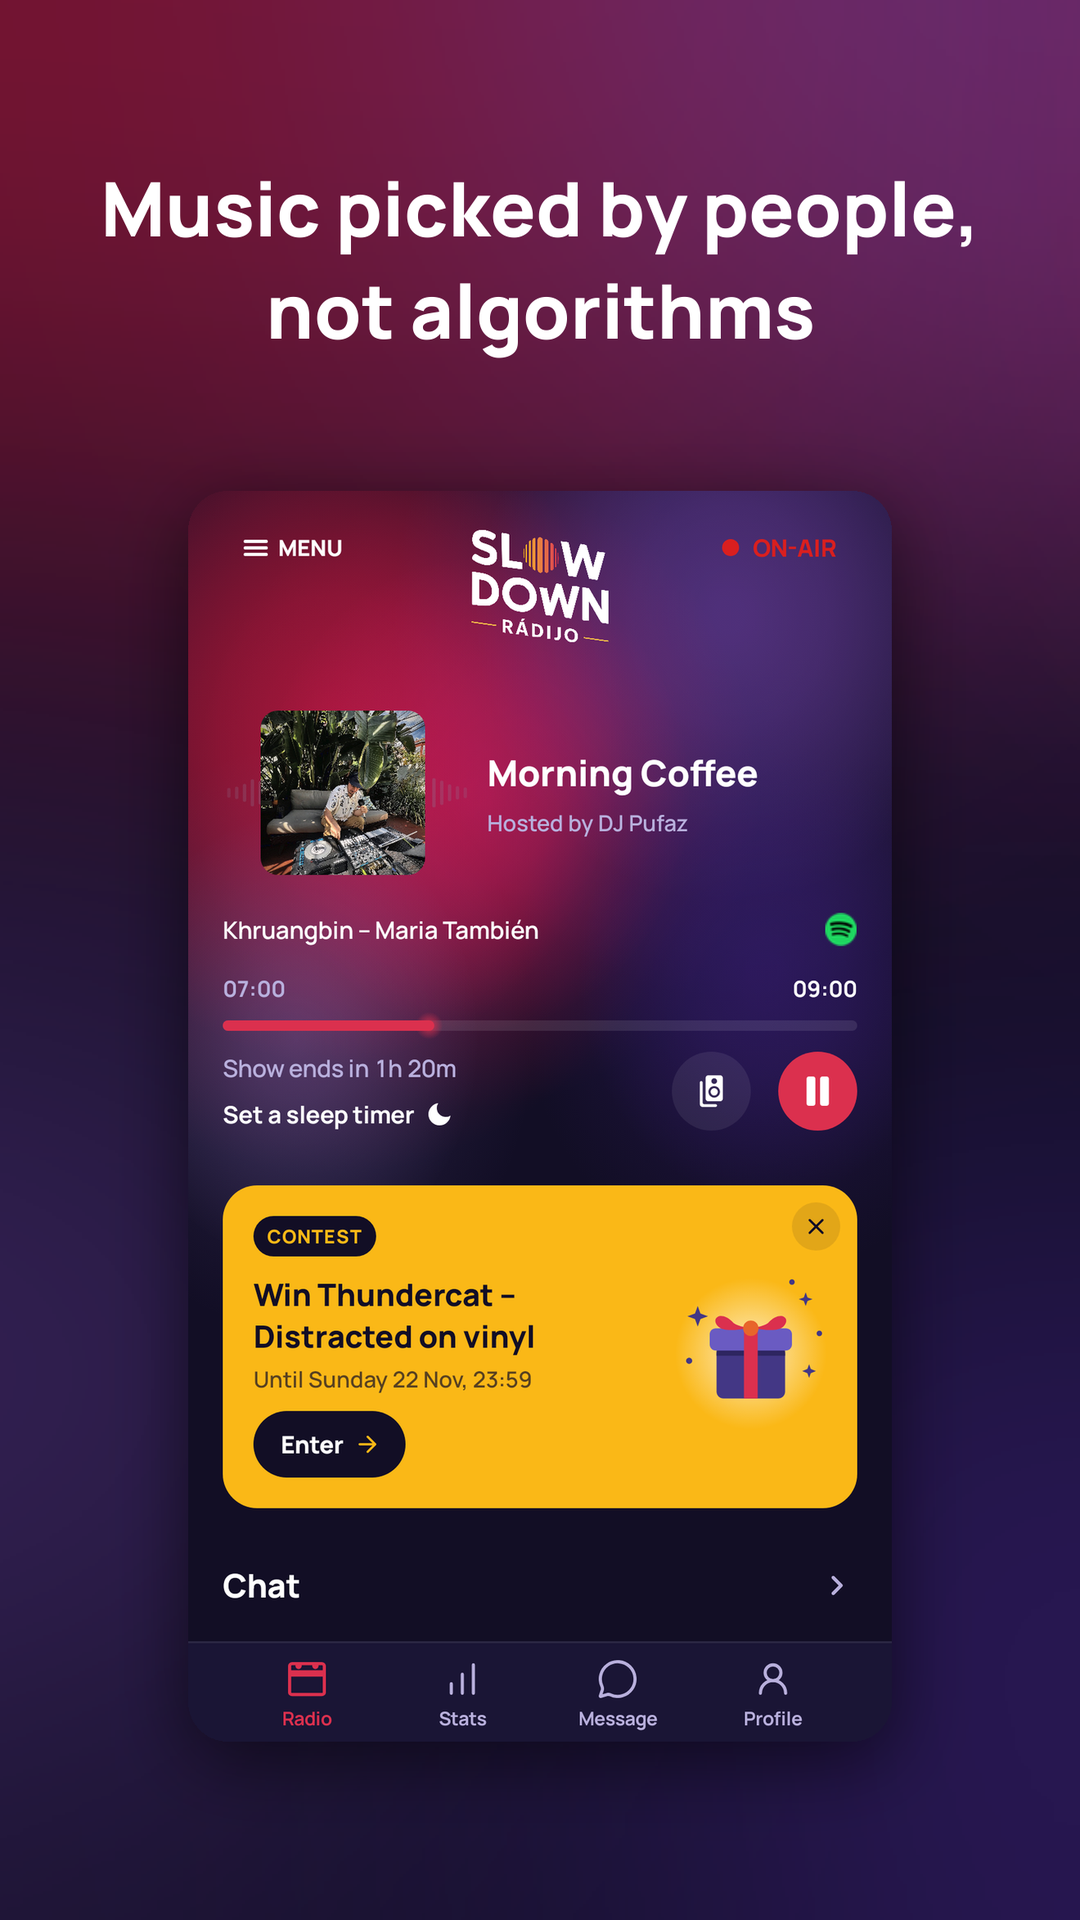 Music picked by people,
not algorithms
MENU
SLOW
DOWN
RÁDIJO
ON-AIR
Morning Coffee
Hosted by DJ Pufaz
Khruangbin – Maria También
07:00
09:00
Show ends in 1h 20m
Set a sleep timer
CONTEST
Win Thundercat –
Distracted on vinyl
Until Sunday 22 Nov, 23:59
Enter
Chat
Radio
Stats
Message
Profile